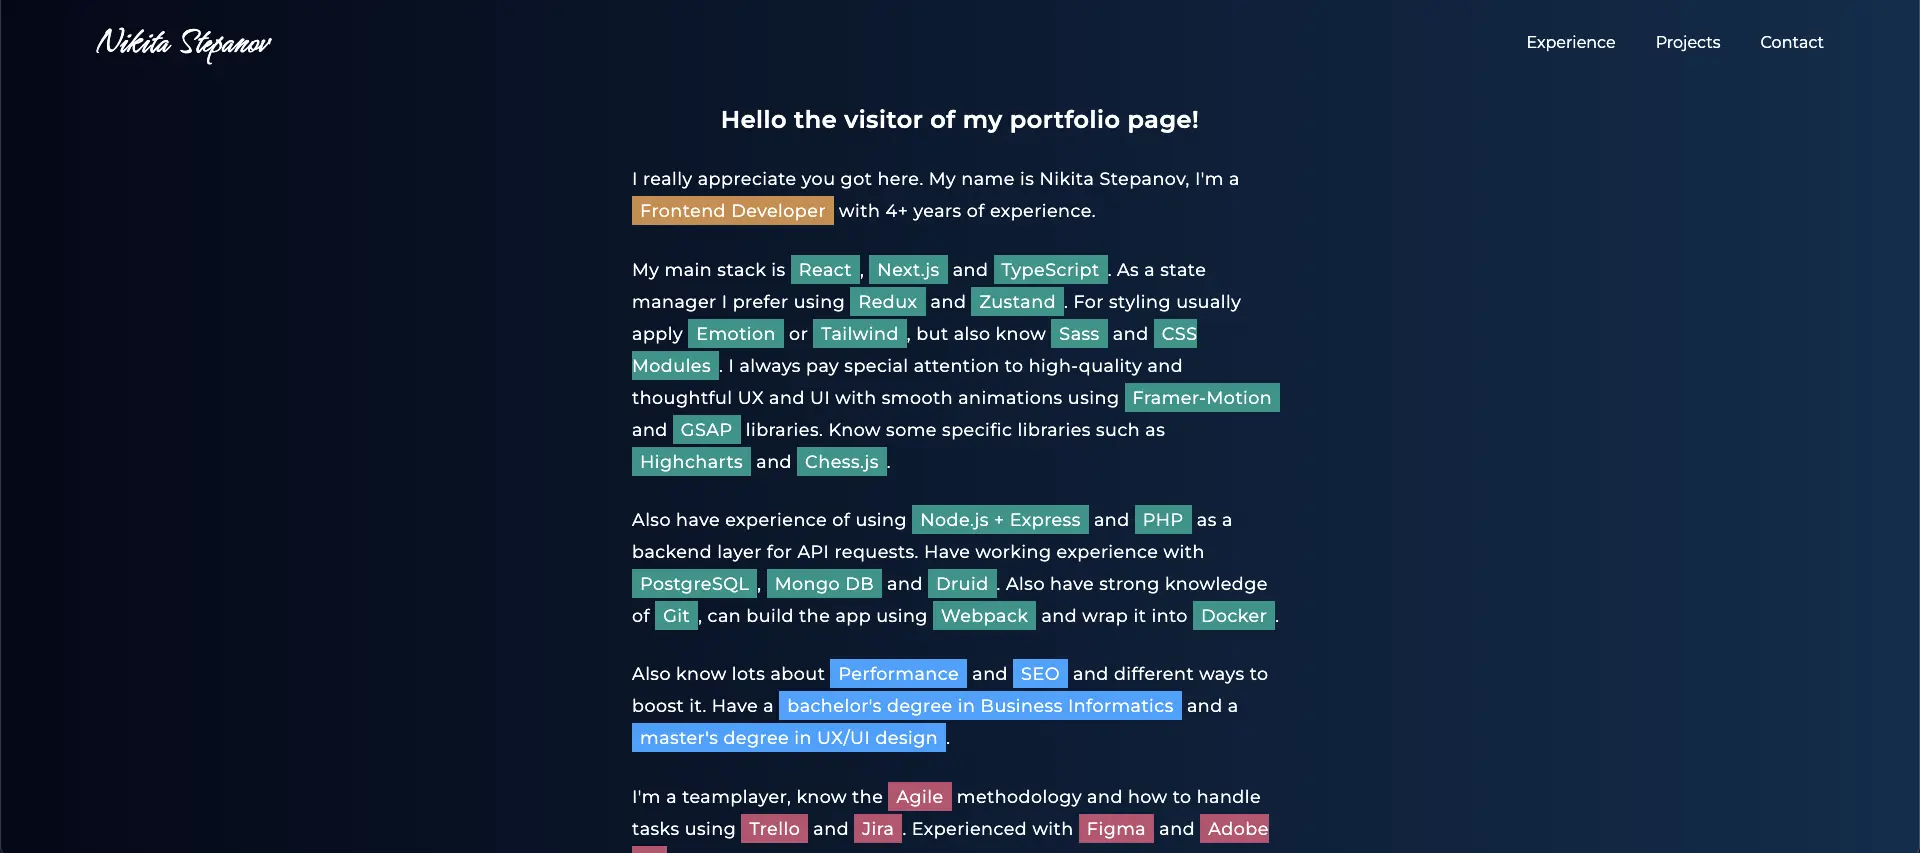 Nikita Stepanov
Experience Projects Contact
Hello the visitor of my portfolio page!
I really appreciate you got here. My name is Nikita Stepanov, I'm a
Frontend Developer with 4+ years of experience.
My main stack is React, Next.js and TypeScript. As a state
manager I prefer using Redux and Zustand. For styling usually
apply Emotion or Tailwind, but also know Sass and CSS
Modules. I always pay special attention to high-quality and
thoughtful UX and UI with smooth animations using Framer-Motion
and GSAP libraries. Know some specific libraries such as
Highcharts and Chess.js.
Also have experience of using Node.js + Express and PHP as a
backend layer for API requests. Have working experience with
PostgreSQL, Mongo DB and Druid. Also have strong knowledge
of Git, can build the app using Webpack and wrap it into Docker.
Also know lots about Performance and SEO and different ways to
boost it. Have a bachelor's degree in Business Informatics and a
master's degree in UX/UI design.
I'm a teamplayer, know the Agile methodology and how to handle
tasks using Trello and Jira. Experienced with Figma and Adobe